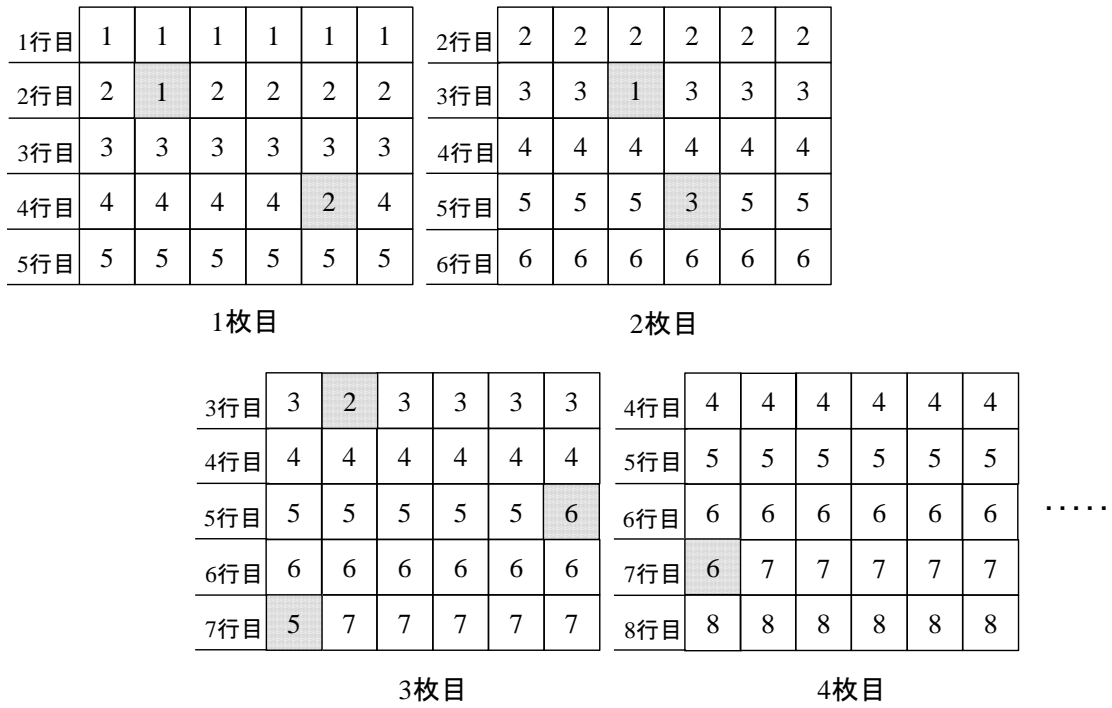 1行目 1 1 1 1 1 1
2行目 2 1 2 2 2 2
3行目 3 3 3 3 3 3
4行目 4 4 4 4 2 4
5行目 5 5 5 5 5 5
1枚目
2行目 2 2 2 2 2 2
3行目 3 3 1 3 3 3
4行目 4 4 4 4 4 4
5行目 5 5 5 3 5 5
6行目 6 6 6 6 6 6
2枚目
3行目 3 2 3 3 3 3
4行目 4 4 4 4 4 4
5行目 5 5 5 5 5 6
6行目 6 6 6 6 6 6
7行目 5 7 7 7 7 7
3枚目
4行目 4 4 4 4 4 4
5行目 5 5 5 5 5 5
6行目 6 6 6 6 6 6
7行目 6 7 7 7 7 7
8行目 8 8 8 8 8 8
4枚目
・・・・・